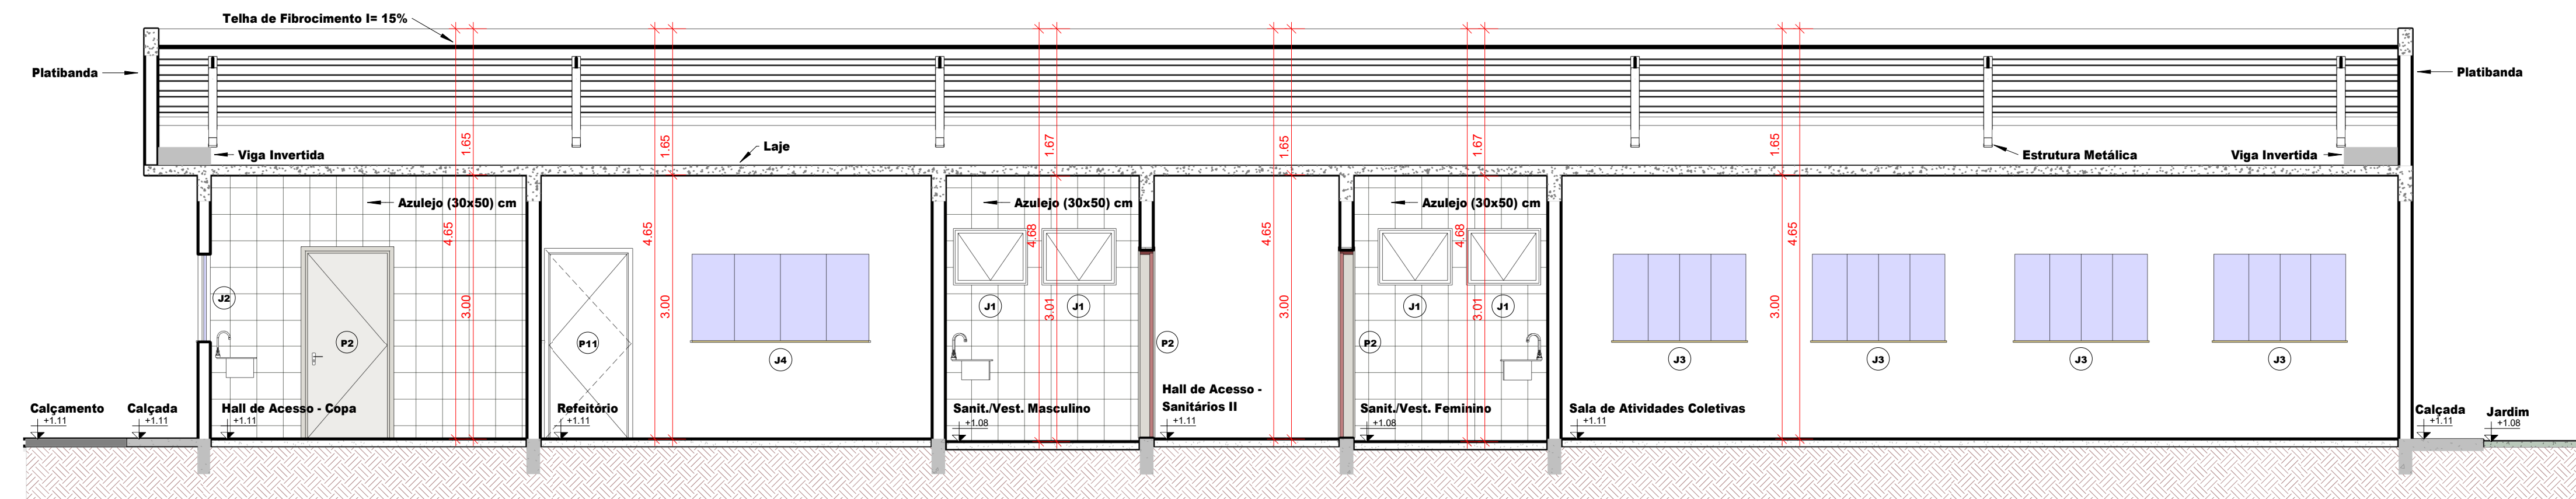 Telha de Fibrocimento I= 15%
Platibanda
Platibanda
Viga Invertida
Laje
Estrutura Metálica
Viga Invertida
1.65
1.65
1.67
1.65
1.67
1.65
Azulejo (30x50) cm
Azulejo (30x50) cm
Azulejo (30x50) cm
4.65
4.65
4.68
4.65
4.68
4.65
3.00
3.00
3.01
3.00
3.01
3.00
J2
P2
P11
J4
J1
J1
P2
P2
J1
J1
J3
J3
J3
J3
Calçamento
+1.11
Calçada
+1.11
Hall de Acesso - Copa
+1.11
Refeitório
+1.11
Sanit./Vest. Masculino
+1.08
Hall de Acesso -
Sanitários II
+1.11
Sanit./Vest. Feminino
+1.08
Sala de Atividades Coletivas
+1.11
Calçada
+1.11
Jardim
+1.08